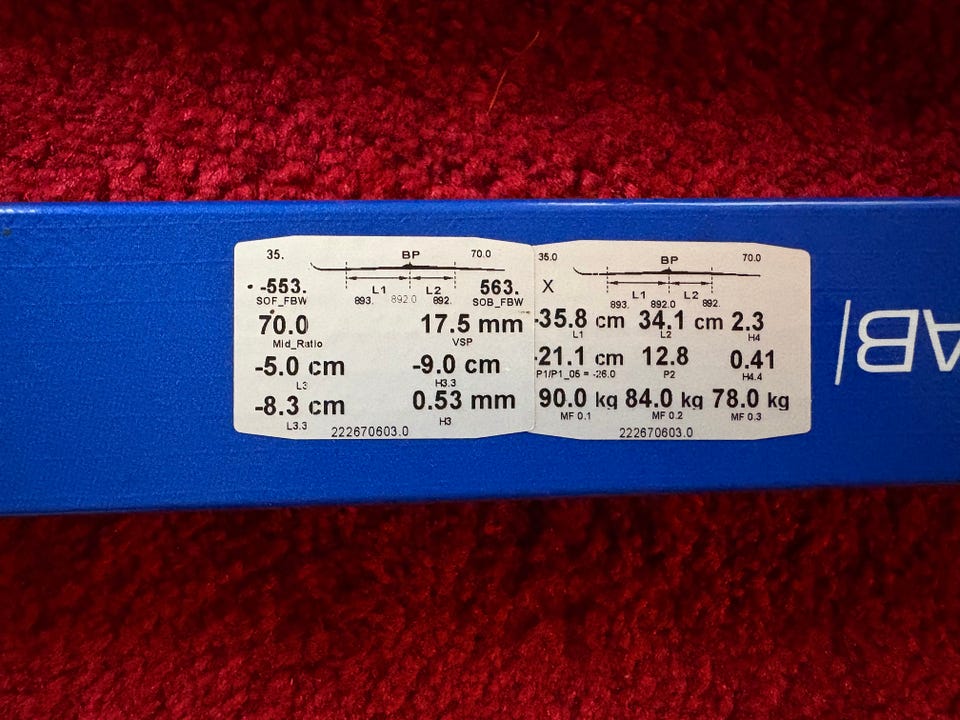 35. BP 70.0
-553. L1 L2 563.
SOF_FBW 893. 892.0 892. SOB_FBW
70.0 17.5 mm
Mid_Ratio VSP
-5.0 cm -9.0 cm
L3 H3.3
-8.3 cm 0.53 mm
L3.3 H3
222670603.0
35.0 BP 70.0
X L1 L2
893. 892.0 892.
-35.8 cm 34.1 cm 2.3
L1 L2 H4
-21.1 cm 12.8 0.41
P1/P1_05 = -26.0 P2 H4.4
90.0 kg 84.0 kg 78.0 kg
MF 0.1 MF 0.2 MF 0.3
222670603.0